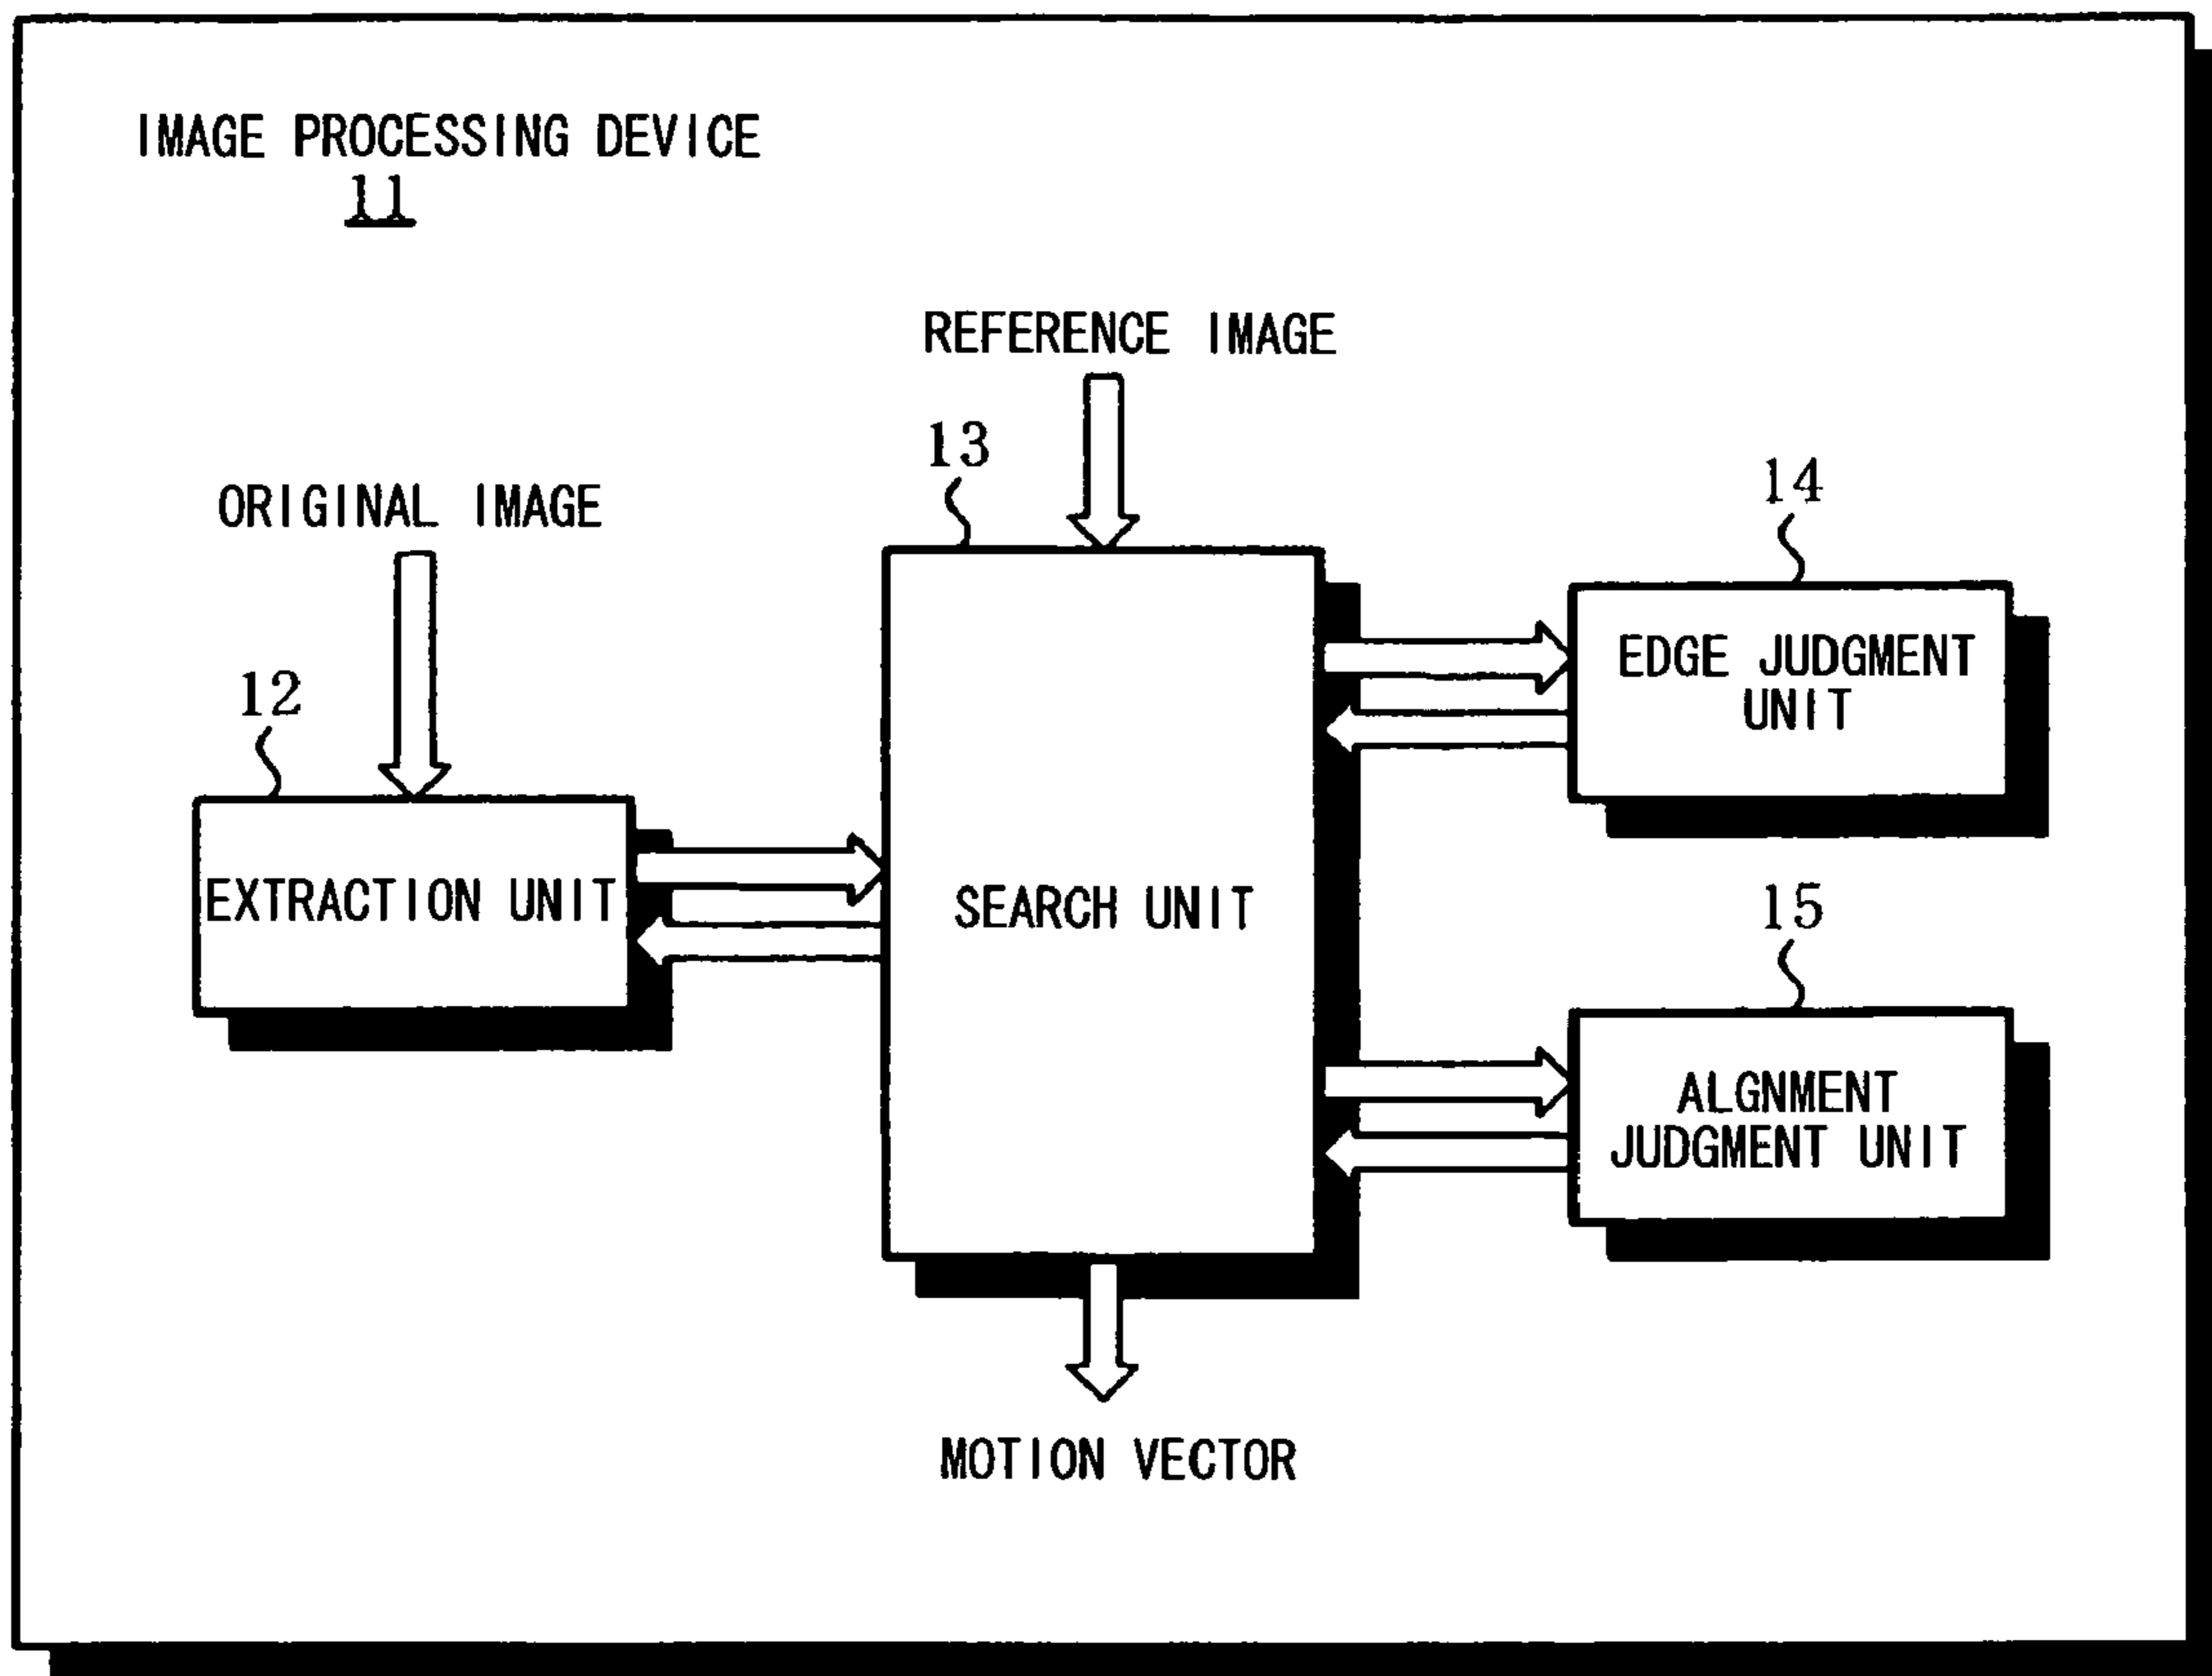 IMAGE PROCESSING DEVICE
11
REFERENCE IMAGE
13
14
ORIGINAL IMAGE
EDGE JUDGMENT
UNIT
12
EXTRACTION UNIT
SEARCH UNIT
15
ALGNMENT
JUDGMENT UNIT
MOTION VECTOR